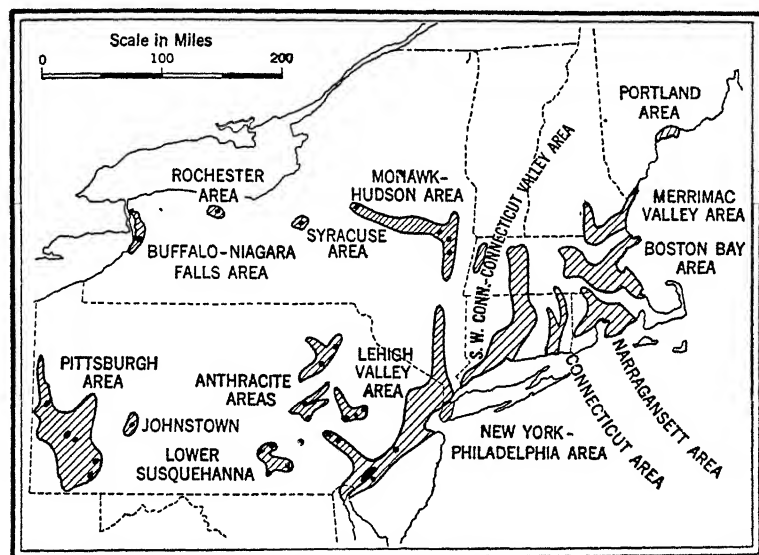 Scale in Miles
0 100 200
PORTLAND
AREA
ROCHESTER
AREA
MOHAWK-
HUDSON AREA
S. W. CONN.-CONNECTICUT VALLEY AREA
MERRIMAC
VALLEY AREA
SYRACUSE
AREA
BUFFALO-NIAGARA
FALLS AREA
BOSTON BAY
AREA
PITTSBURGH
AREA
ANTHRACITE
AREAS
LEHIGH
VALLEY
AREA
JOHNSTOWN
LOWER
SUSQUEHANNA
NEW YORK-
PHILADELPHIA AREA
CONNECTICUT AREA
NARRAGANSETT AREA